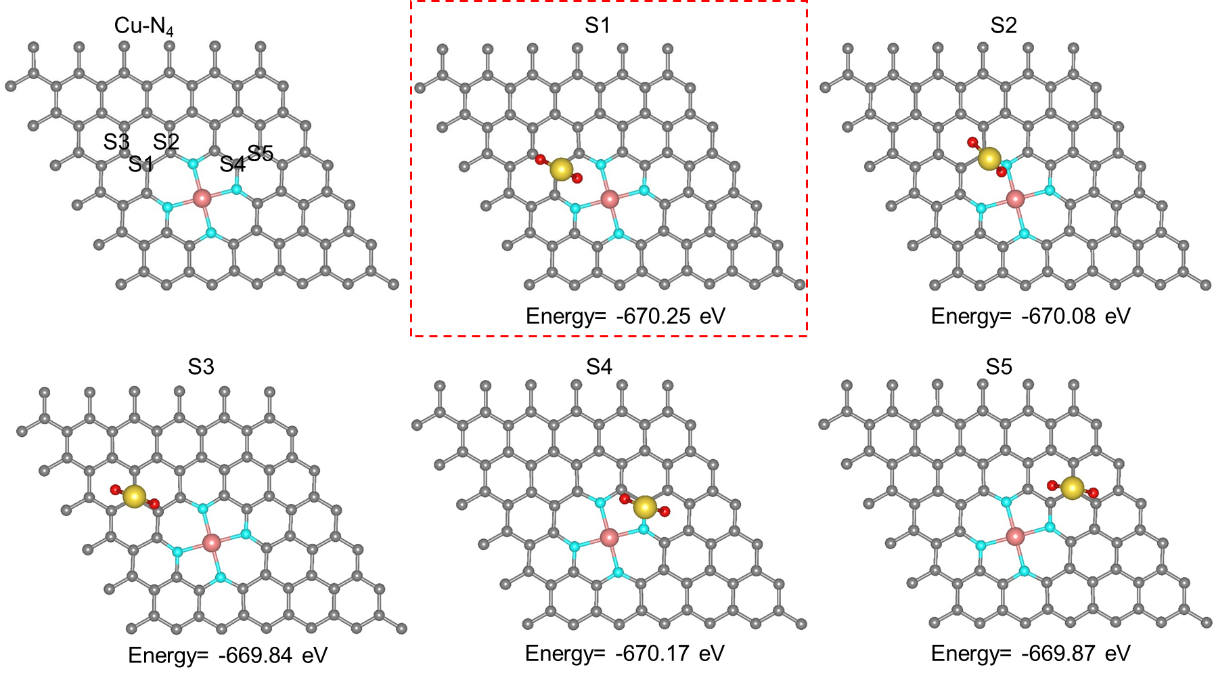 Cu-N₄
S3
S2
S1
S4
S5
S1
Energy= -670.25 eV
S2
Energy= -670.08 eV
S3
Energy= -669.84 eV
S4
Energy= -670.17 eV
S5
Energy= -669.87 eV